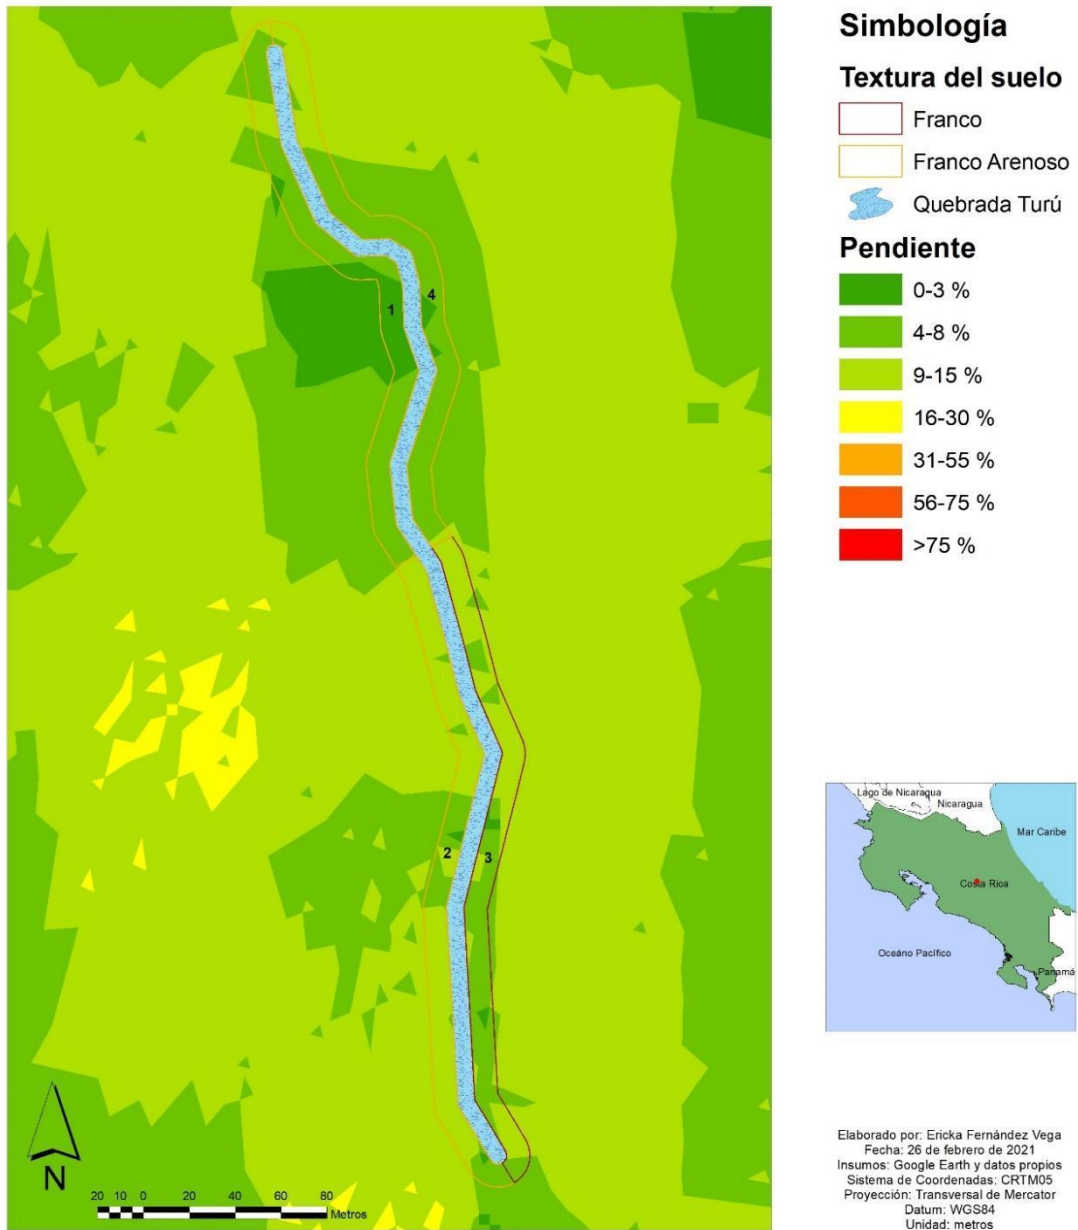 1
4
2
3
N
20 10 0 20 40 60 80
Metros
Simbología
Textura del suelo
Franco
Franco Arenoso
Quebrada Turú
Pendiente
0-3 %
4-8 %
9-15 %
16-30 %
31-55 %
56-75 %
>75 %
Lago de Nicaragua
Nicaragua
Mar Caribe
Costa Rica
Oceáno Pacífico
Panamá
Elaborado por: Ericka Fernández Vega
Fecha: 26 de febrero de 2021
Insumos: Google Earth y datos propios
Sistema de Coordenadas: CRTM05
Proyección: Transversal de Mercator
Datum: WGS84
Unidad: metros